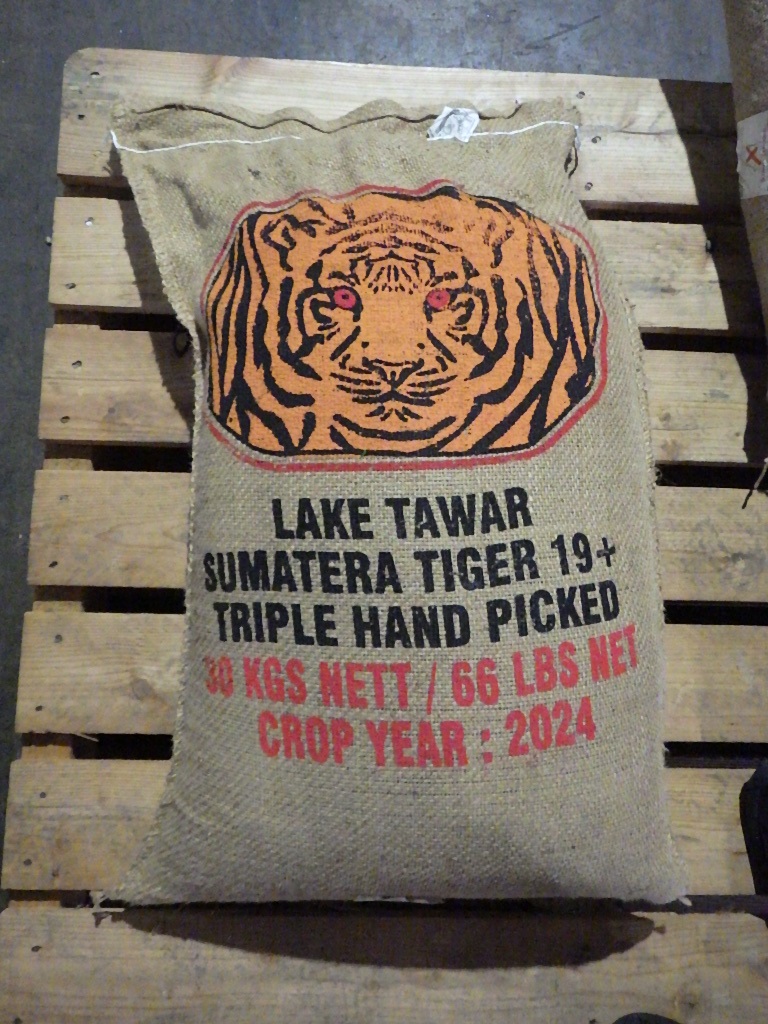 LAKE TAWAR
SUMATERA TIGER 19+
TRIPLE HAND PICKED
30 KGS NETT / 66 LBS NET
CROP YEAR : 2024